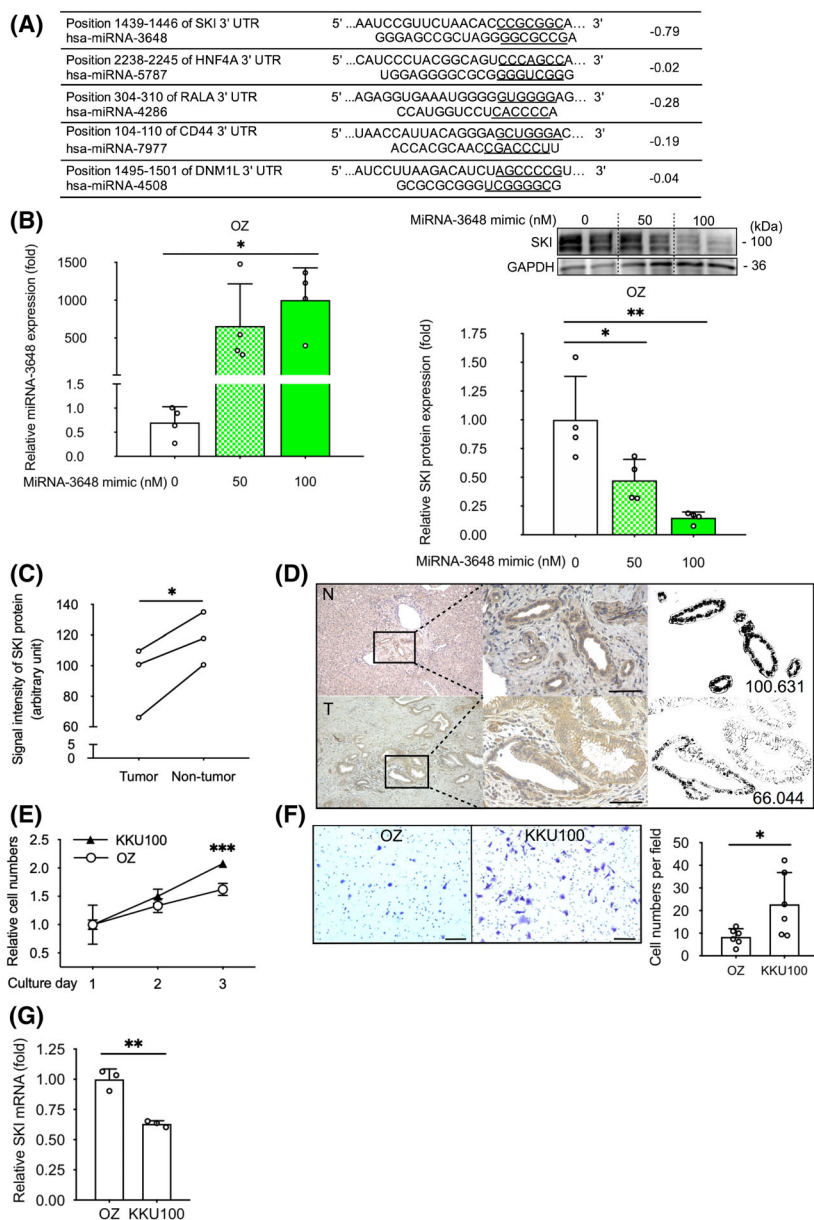 (A)
Position 1439-1446 of SKI 3' UTR 5' ...AAUCCGUUCUAACACCCGCGGCA... 3'
hsa-miRNA-3648 GGGAGCCGCUAGGGGCGCCGA -0.79
Position 2238-2245 of HNF4A 3' UTR 5' ...CAUCCCUACGGCAGUCCCAGCCA... 3'
hsa-miRNA-5787 UGGAGGGGCGCGGGGUCGGG -0.02
Position 304-310 of RALA 3' UTR 5' ...AGAGGUGAAAUGGGGGUGGGGAG... 3'
hsa-miRNA-4286 CCAUGGUCCUCACCCCA -0.28
Position 104-110 of CD44 3' UTR 5' ...UAACCAUUACAGGGAGCUGGGAC... 3'
hsa-miRNA-7977 ACCACGCAACCGACCCUU -0.19
Position 1495-1501 of DNM1L 3' UTR 5' ...AUCCUUAAGACAUCUAGCCCCGU... 3'
hsa-miRNA-4508 GCGCGCGGGUCGGGGCG -0.04
(B)
OZ
*
Relative miRNA-3648 expression (fold)
1500
1000
500
1.5
1.0
0.5
0.0
MiRNA-3648 mimic (nM) 0 50 100
MiRNA-3648 mimic (nM) 0 50 100 (kDa)
SKI - 100
GAPDH - 36
OZ
**
*
Relative SKI protein expression (fold)
1.75
1.50
1.25
1.00
0.75
0.50
0.25
0.00
MiRNA-3648 mimic (nM) 0 50 100
(C)
*
Signal intensity of SKI protein
(arbitrary unit)
140
120
100
80
60
5
0
Tumor Non-tumor
(D)
N
100.631
T
66.044
(E)
Relative cell numbers
2.5
2.0
1.5
1.0
0.5
KKU100
OZ
***
Culture day 1 2 3
(F)
OZ KKU100
*
Cell numbers per field
50
40
30
20
10
0
OZ KKU100
(G)
**
Relative SKI mRNA (fold)
1.25
1.00
0.75
0.50
0.25
0.00
OZ KKU100